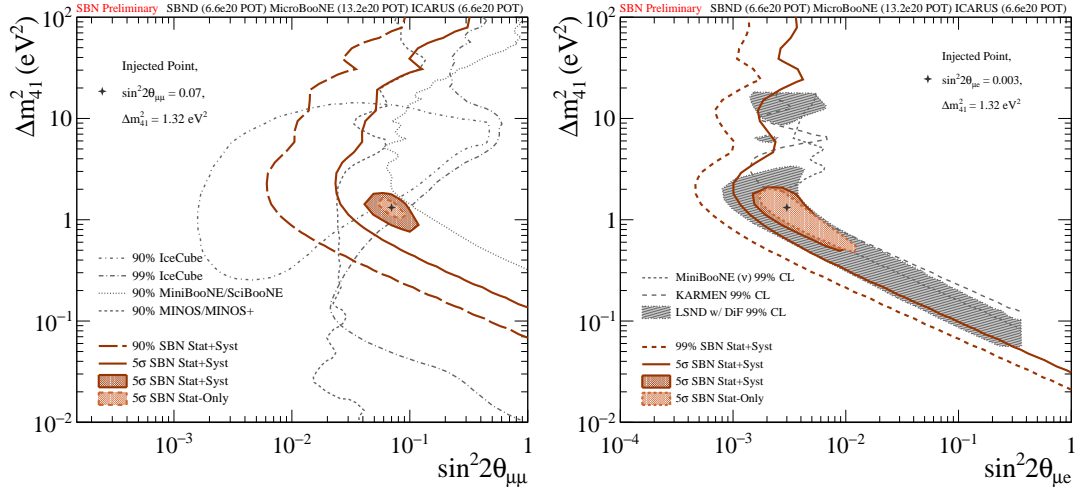 SBN Preliminary SBND (6.6e20 POT) MicroBooNE (13.2e20 POT) ICARUS (6.6e20 POT)
Δm²₄₁ (eV²)
10²
10
1
10⁻¹
10⁻²
Injected Point,
sin²2θμμ = 0.07,
Δm²₄₁ = 1.32 eV²
90% IceCube
99% IceCube
90% MiniBooNE/SciBooNE
90% MINOS/MINOS+
90% SBN Stat+Syst
5σ SBN Stat+Syst
5σ SBN Stat+Syst
5σ SBN Stat-Only
10⁻³ 10⁻² 10⁻¹ 1
sin²2θμμ
SBN Preliminary SBND (6.6e20 POT) MicroBooNE (13.2e20 POT) ICARUS (6.6e20 POT)
Δm²₄₁ (eV²)
10²
10
1
10⁻¹
10⁻²
Injected Point,
sin²2θμe = 0.003,
Δm²₄₁ = 1.32 eV²
MiniBooNE (ν) 99% CL
KARMEN 99% CL
LSND w/ DiF 99% CL
99% SBN Stat+Syst
5σ SBN Stat+Syst
5σ SBN Stat+Syst
5σ SBN Stat-Only
10⁻⁴ 10⁻³ 10⁻² 10⁻¹ 1
sin²2θμe